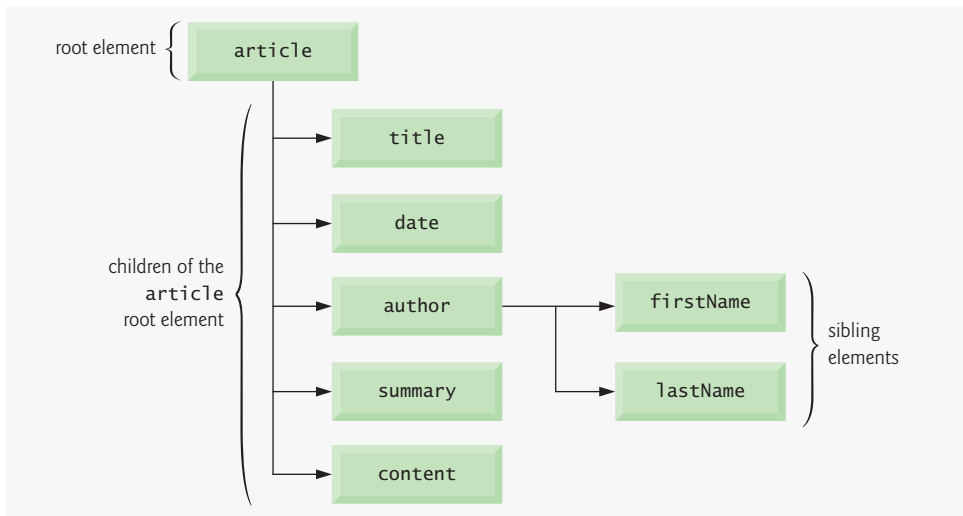 root element
article
title
date
children of the
article
root element
author
firstName
sibling
elements
summary
lastName
content